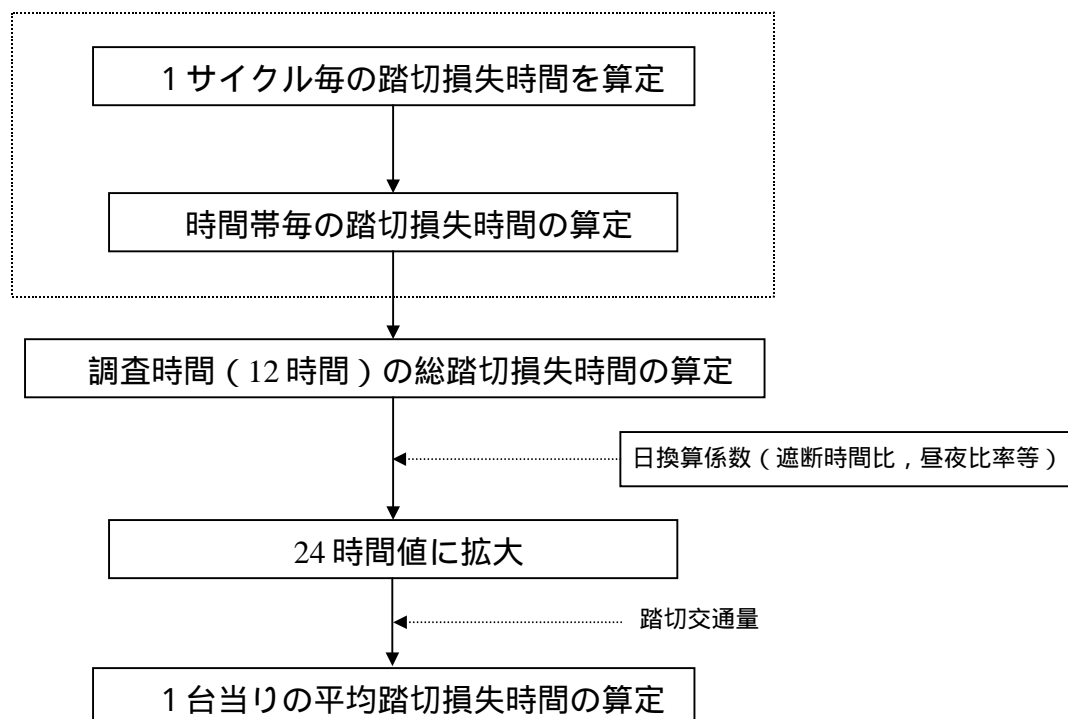 1サイクル毎の踏切損失時間を算定
時間帯毎の踏切損失時間の算定
調査時間(12時間)の総踏切損失時間の算定
日換算係数(遮断時間比,昼夜比率等)
24時間値に拡大
踏切交通量
1台当りの平均踏切損失時間の算定